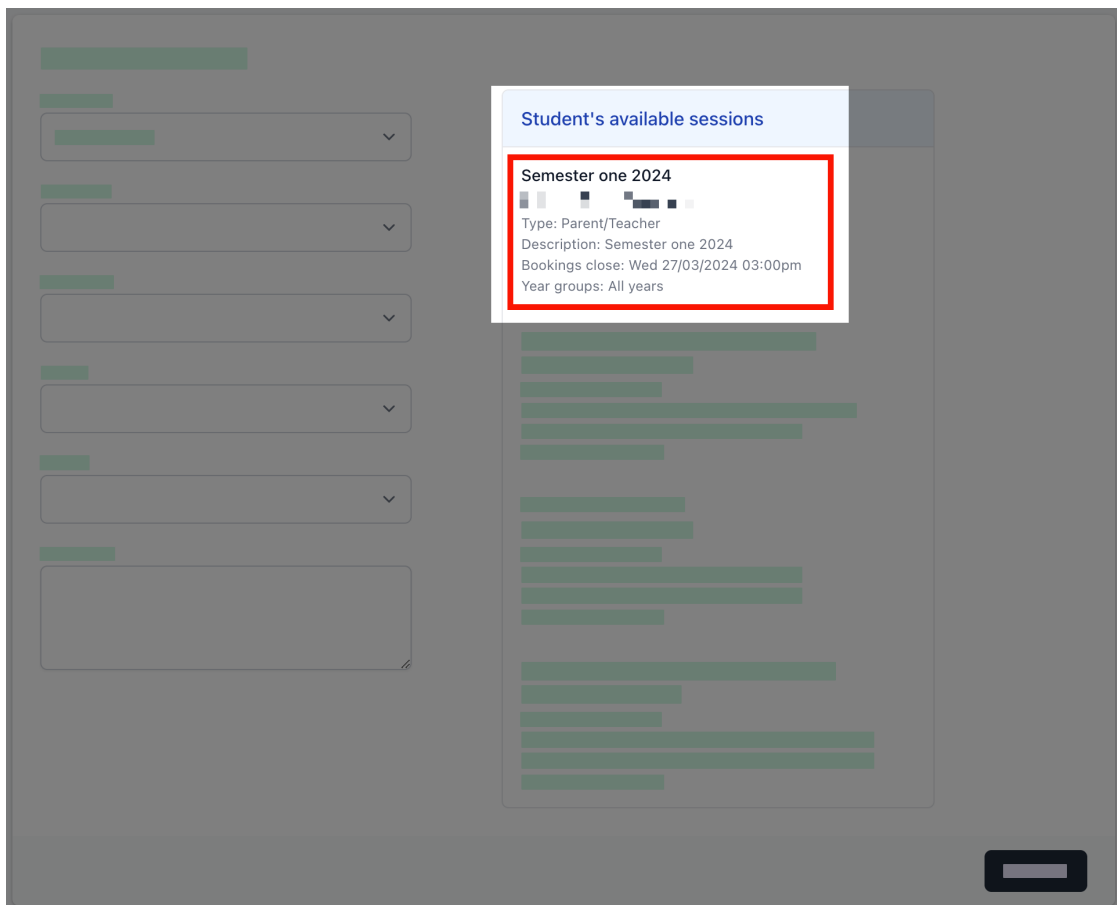 Student's available sessions
Semester one 2024
Type: Parent/Teacher
Description: Semester one 2024
Bookings close: Wed 27/03/2024 03:00pm
Year groups: All years